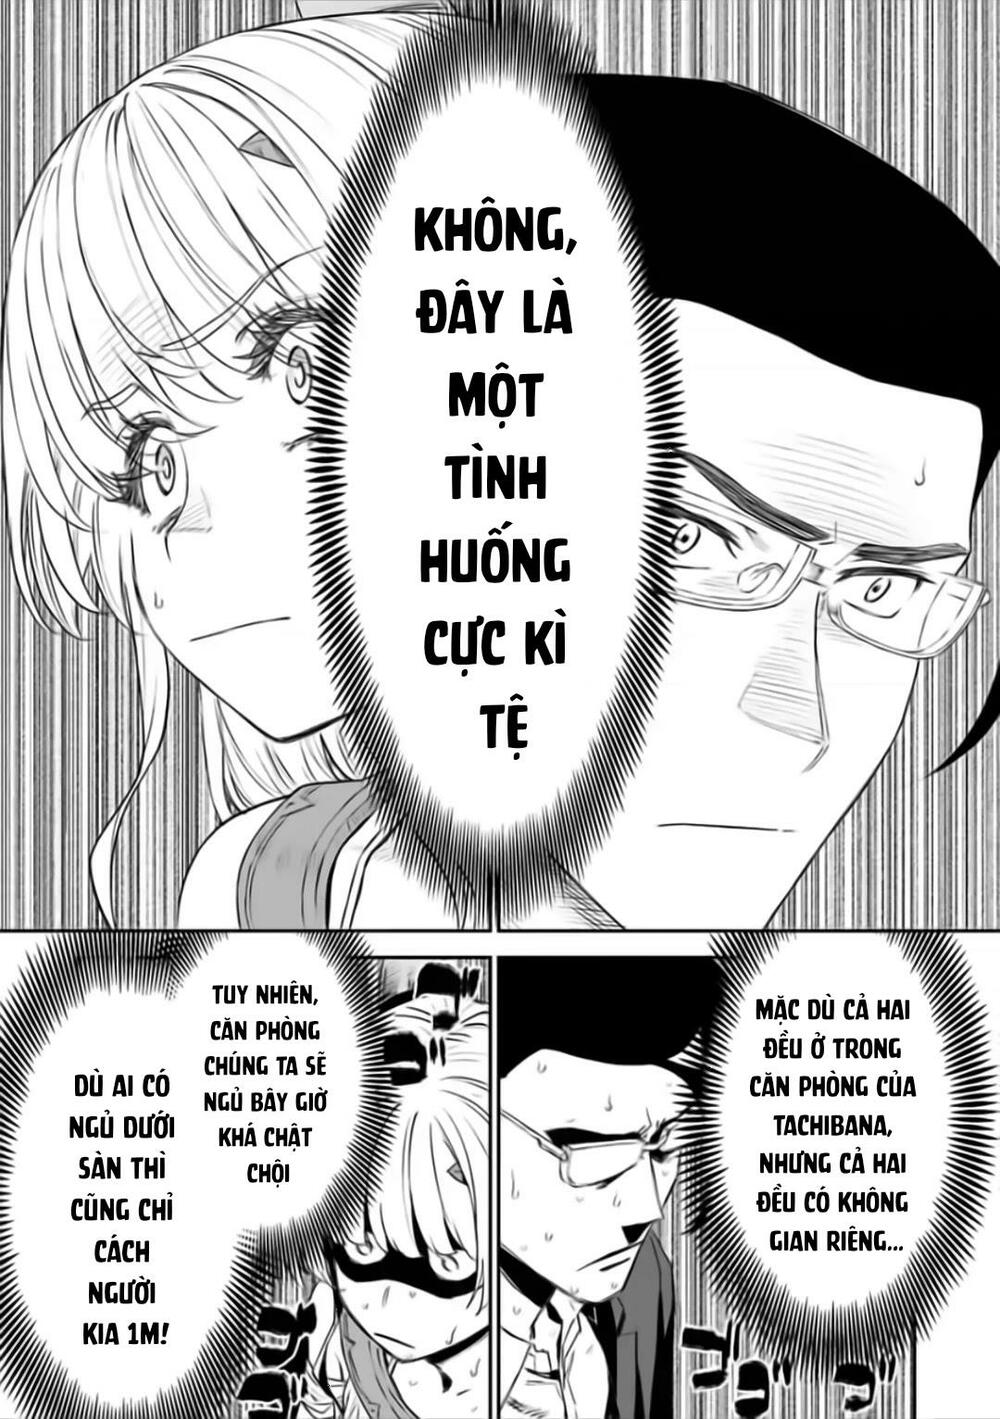 KHÔNG,
ĐÂY LÀ
MỘT
TÌNH
HUỐNG
CỰC KÌ
TỆ
MẶC DÙ CẢ HAI
ĐỀU Ở TRONG
CĂN PHÒNG CỦA
TACHIBANA,
NHƯNG CẢ HAI
ĐỀU CÓ KHÔNG
GIAN RIÊNG...
TUY NHIÊN,
CĂN PHÒNG
CHÚNG TA SẼ
NGỦ BÂY GIỜ
KHÁ CHẬT
CHỘI
DÙ AI CÓ
NGỦ DƯỚI
SÀN THÌ
CŨNG CHỈ
CÁCH
NGƯỜI
KIA 1M!